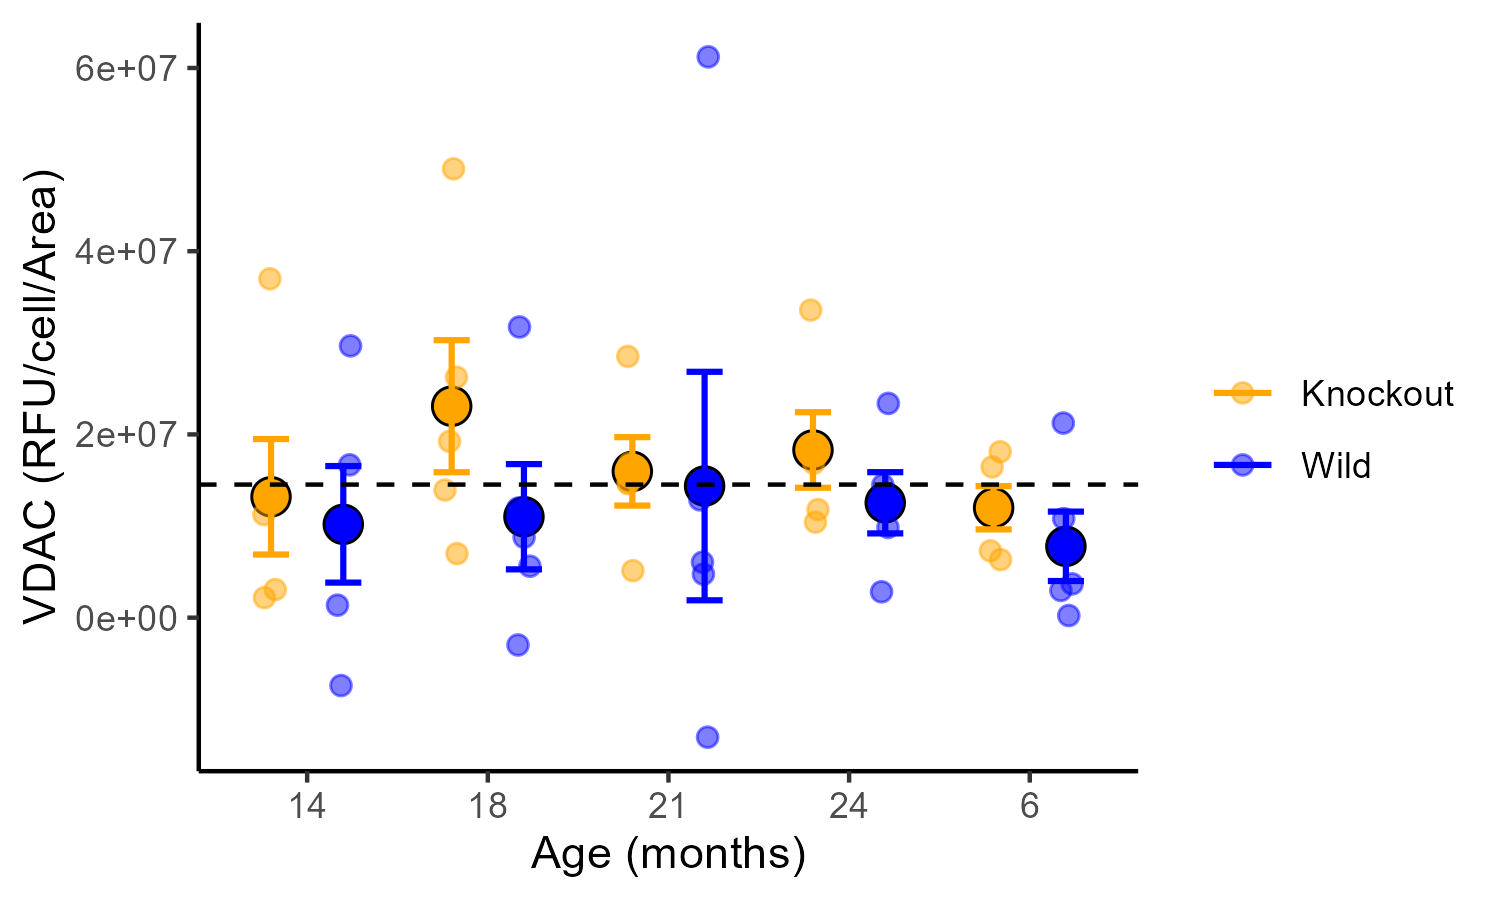 VDAC (RFU/cell/Area)
6e+07
4e+07
2e+07
0e+00
14 18 21 24 6
Age (months)
Knockout
Wild